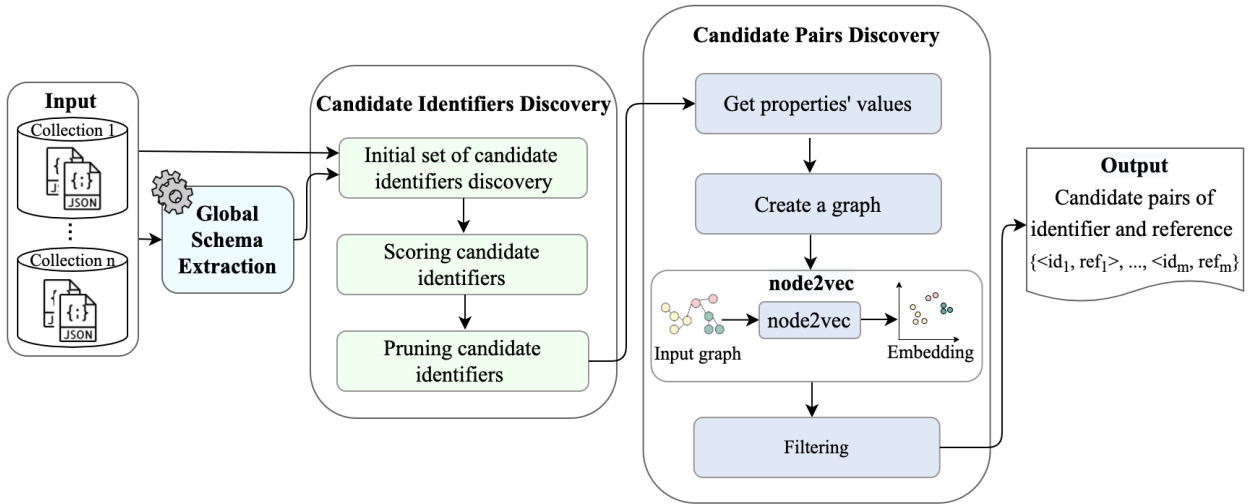 Input
Collection 1
{:}
JSON
Collection n
{:}
JSON
Global
Schema
Extraction
Candidate Identifiers Discovery
Initial set of candidate
identifiers discovery
Scoring candidate
identifiers
Pruning candidate
identifiers
Candidate Pairs Discovery
Get properties' values
Create a graph
node2vec
node2vec
Input graph
Embedding
Filtering
Output
Candidate pairs of
identifier and reference
{<id₁, ref₁>, ..., <idₘ, refₘ}